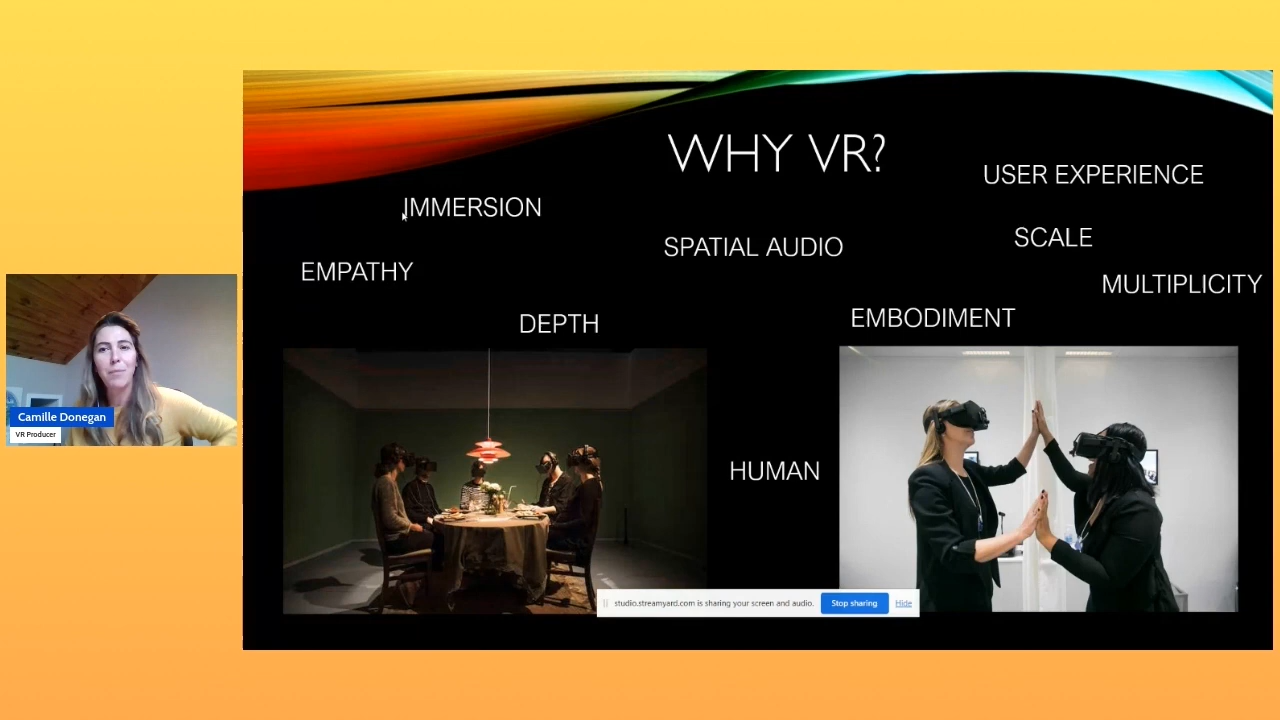 WHY VR?
USER EXPERIENCE
IMMERSION
SCALE
SPATIAL AUDIO
EMPATHY
MULTIPLICITY
DEPTH
EMBODIMENT
Camille Donegan
VR Producer
HUMAN
studio.streamyard.com is sharing your screen and audio. Stop sharing Hide